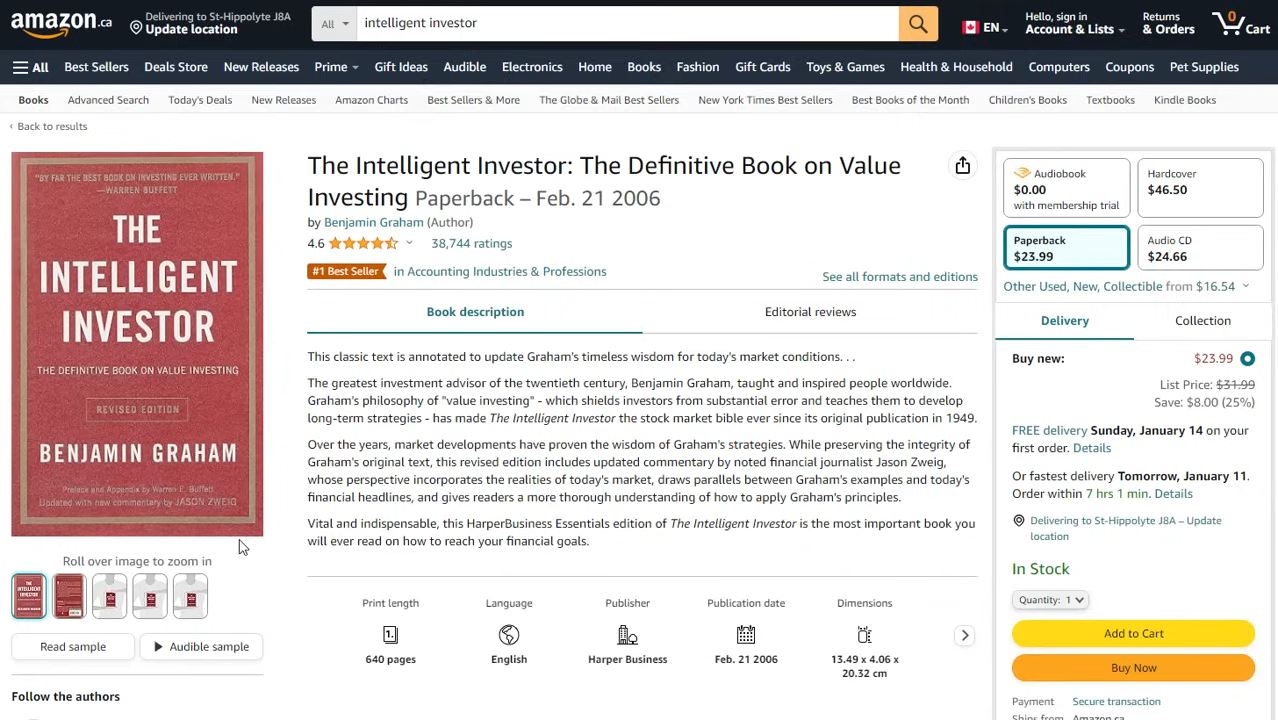 amazon.ca
Delivering to St-Hippolyte J8A
Update location
All
intelligent investor
EN
Hello, sign in
Account & Lists
Returns
& Orders
0
Cart
All
Best Sellers
Deals Store
New Releases
Prime
Gift Ideas
Audible
Electronics
Home
Books
Fashion
Gift Cards
Toys & Games
Health & Household
Computers
Coupons
Pet Supplies
Books
Advanced Search
Today's Deals
New Releases
Amazon Charts
Best Sellers & More
The Globe & Mail Best Sellers
New York Times Best Sellers
Best Books of the Month
Children's Books
Textbooks
Kindle Books
‹ Back to results
"BY FAR THE BEST BOOK ON INVESTING EVER WRITTEN."
—WARREN BUFFETT
THE
INTELLIGENT
INVESTOR
THE DEFINITIVE BOOK ON VALUE INVESTING
REVISED EDITION
BENJAMIN GRAHAM
Preface and Appendix by Warren E. Buffett
Updated with new commentary by JASON ZWEIG
Roll over image to zoom in
Read sample
Audible sample
Follow the authors
The Intelligent Investor: The Definitive Book on Value
Investing Paperback – Feb. 21 2006
by Benjamin Graham (Author)
4.6
38,744 ratings
#1 Best Seller in Accounting Industries & Professions
See all formats and editions
Book description
Editorial reviews
This classic text is annotated to update Graham's timeless wisdom for today's market conditions. . .
The greatest investment advisor of the twentieth century, Benjamin Graham, taught and inspired people worldwide.
Graham's philosophy of "value investing" - which shields investors from substantial error and teaches them to develop
long-term strategies - has made The Intelligent Investor the stock market bible ever since its original publication in 1949.
Over the years, market developments have proven the wisdom of Graham's strategies. While preserving the integrity of
Graham's original text, this revised edition includes updated commentary by noted financial journalist Jason Zweig,
whose perspective incorporates the realities of today's market, draws parallels between Graham's examples and today's
financial headlines, and gives readers a more thorough understanding of how to apply Graham's principles.
Vital and indispensable, this HarperBusiness Essentials edition of The Intelligent Investor is the most important book you
will ever read on how to reach your financial goals.
Print length
640 pages
Language
English
Publisher
Harper Business
Publication date
Feb. 21 2006
Dimensions
13.49 x 4.06 x
20.32 cm
Audiobook
$0.00
with membership trial
Hardcover
$46.50
Paperback
$23.99
Audio CD
$24.66
Other Used, New, Collectible from $16.54
Delivery
Collection
Buy new:
$23.99
List Price: $31.99
Save: $8.00 (25%)
FREE delivery Sunday, January 14 on your
first order. Details
Or fastest delivery Tomorrow, January 11.
Order within 7 hrs 1 min. Details
Delivering to St-Hippolyte J8A – Update
location
In Stock
Quantity: 1
Add to Cart
Buy Now
Payment
Secure transaction
Ships from
Amazon.ca